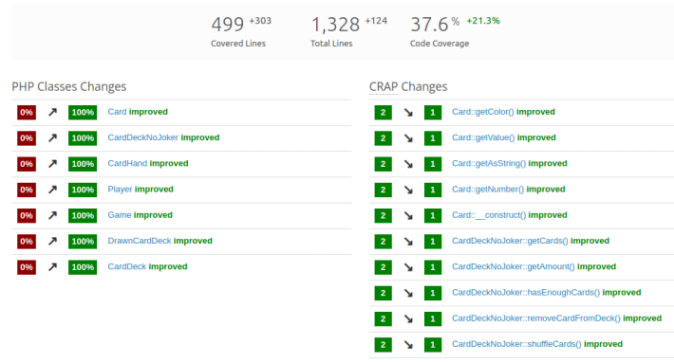 499 +303 1,328 +124 37.6 % +21.3%
Covered Lines Total Lines Code Coverage
PHP Classes Changes
0% ↗ 100% Card improved
0% ↗ 100% CardDeckNoJoker improved
0% ↗ 100% CardHand improved
0% ↗ 100% Player improved
0% ↗ 100% Game improved
0% ↗ 100% DrawnCardDeck improved
0% ↗ 100% CardDeck improved
CRAP Changes
2 ↘ 1 Card::getColor() improved
2 ↘ 1 Card::getValue() improved
2 ↘ 1 Card::getAsString() improved
2 ↘ 1 Card::getNumber() improved
2 ↘ 1 Card::__construct() improved
2 ↘ 1 CardDeckNoJoker::getCards() improved
2 ↘ 1 CardDeckNoJoker::getAmount() improved
2 ↘ 1 CardDeckNoJoker::hasEnoughCards() improved
2 ↘ 1 CardDeckNoJoker::removeCardFromDeck() improved
2 ↘ 1 CardDeckNoJoker::shuffleCards() improved